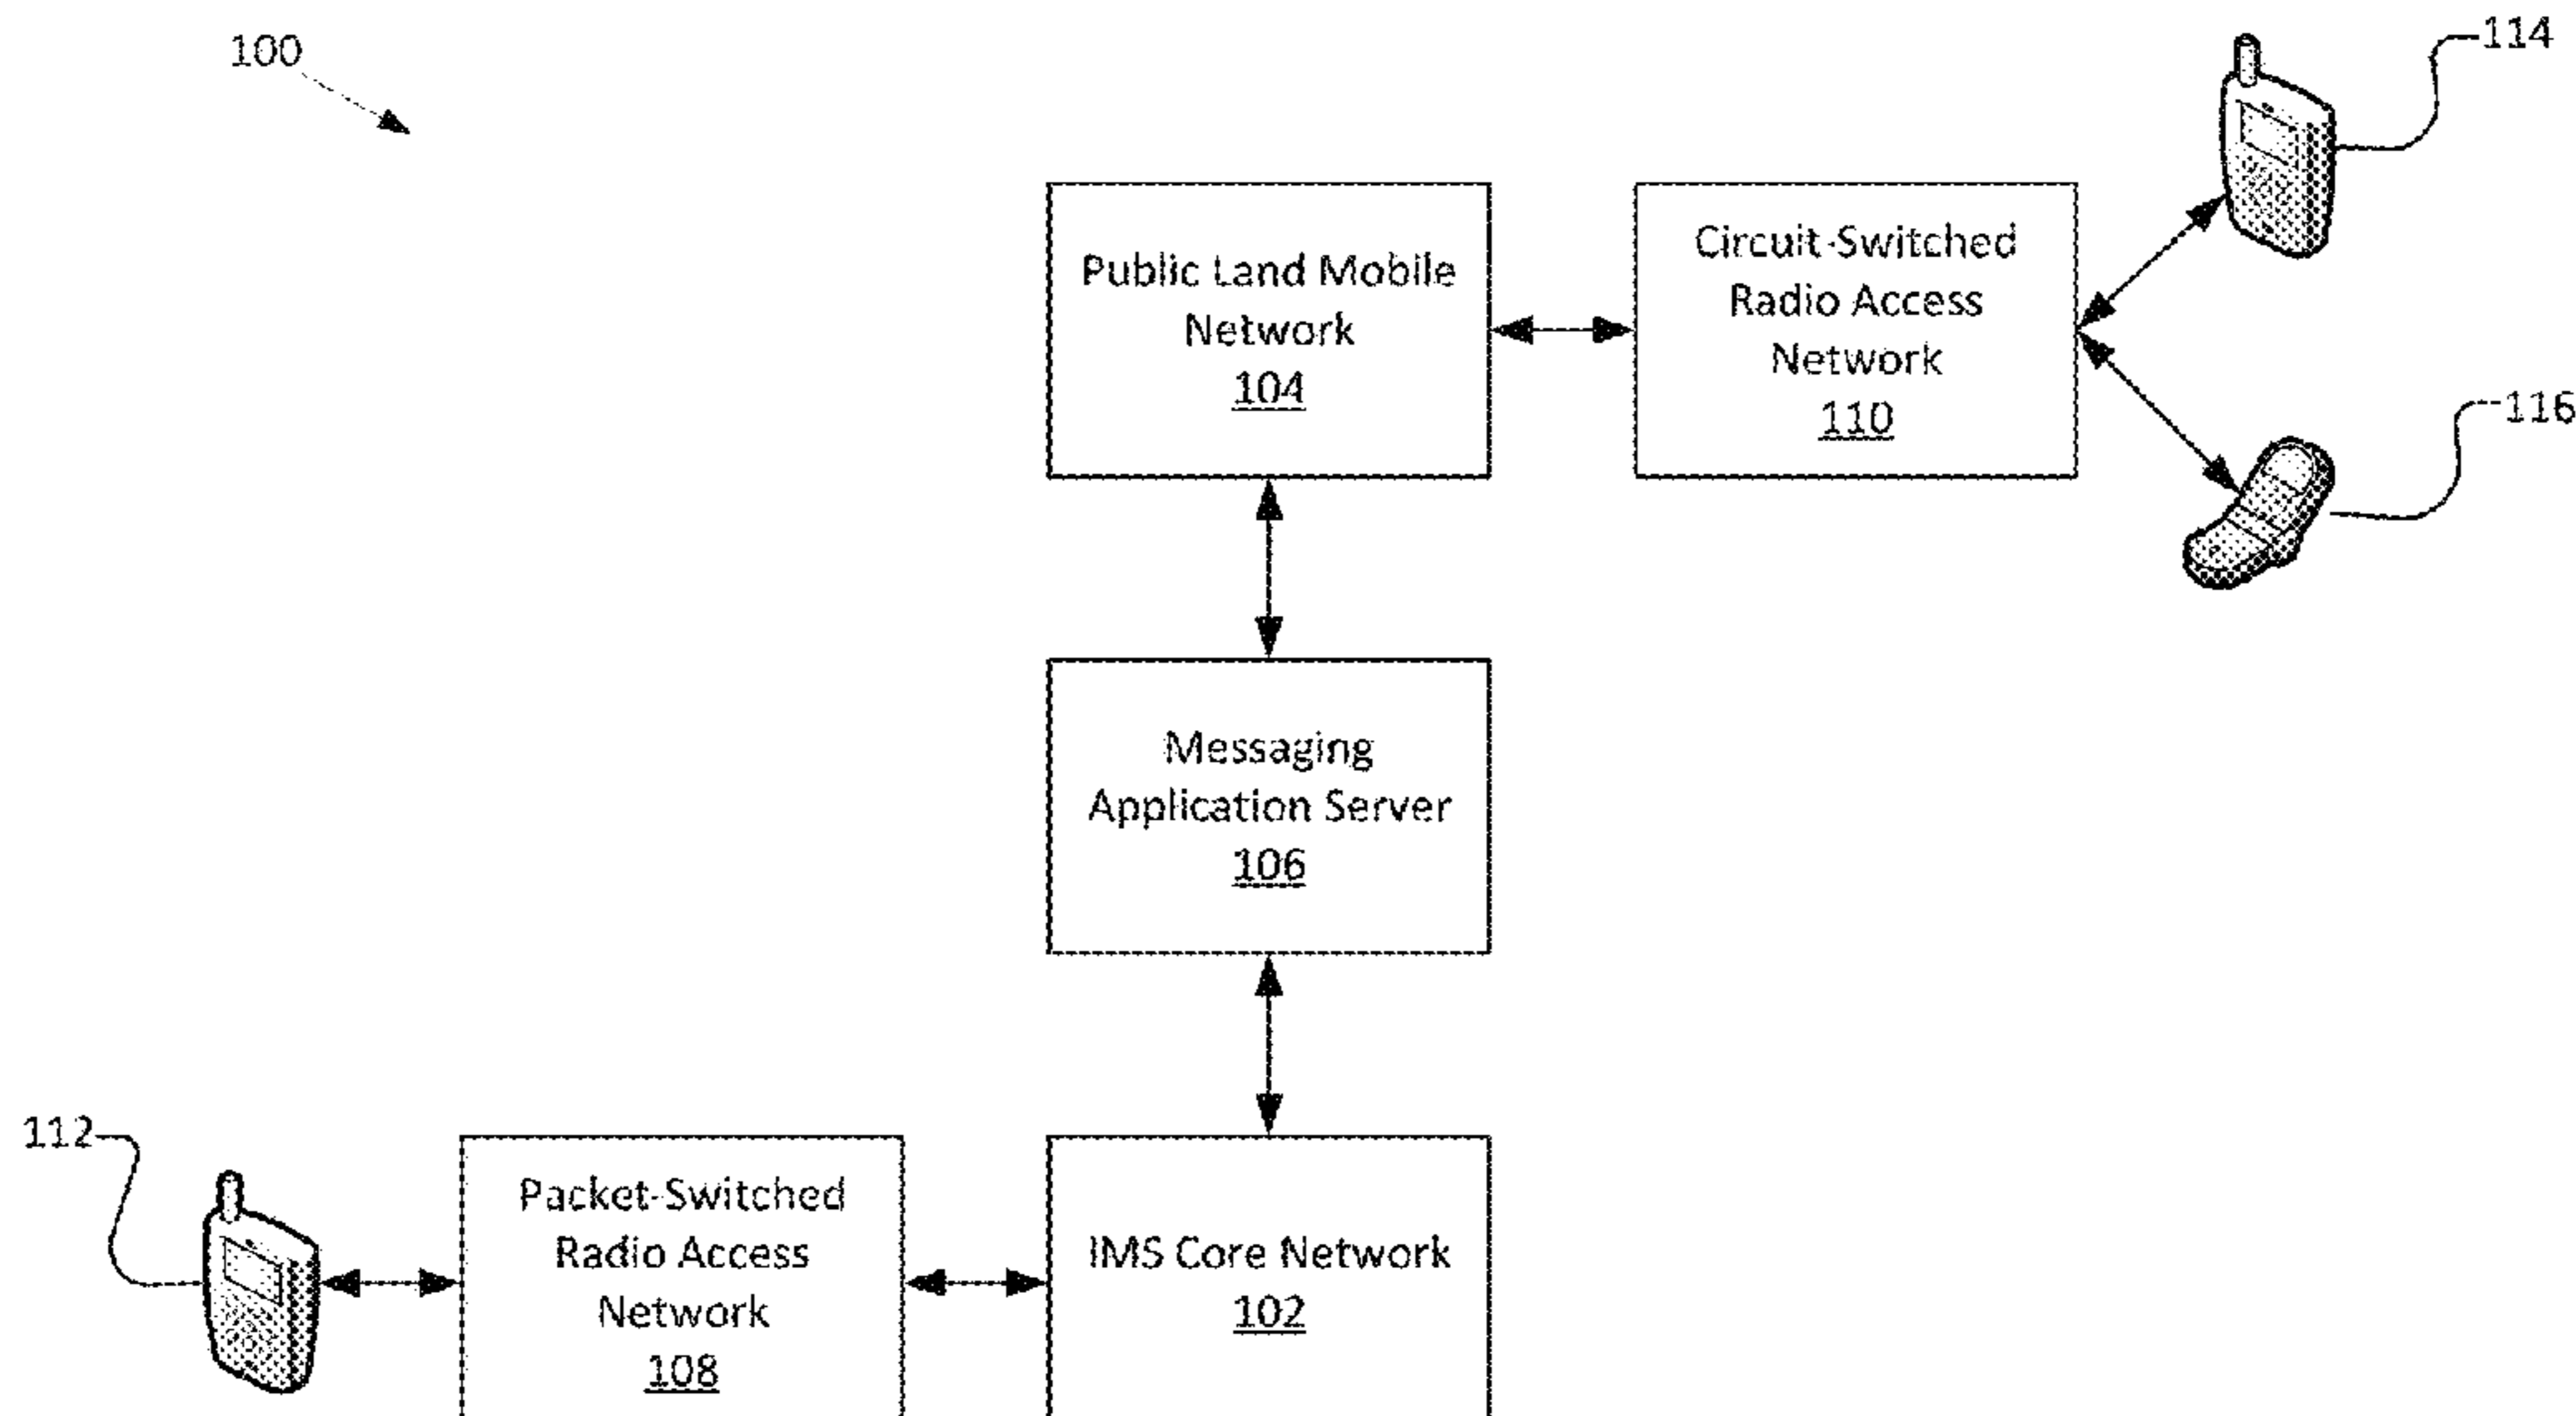 100
114
Public Land Mobile
Network
104
Circuit-Switched
Radio Access
Network
110
116
Messaging
Application Server
106
112
Packet-Switched
Radio Access
Network
108
IMS Core Network
102